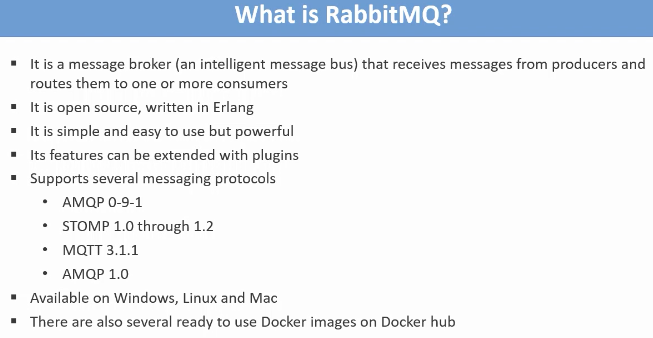 What is RabbitMQ?
▪ It is a message broker (an intelligent message bus) that receives messages from producers and
routes them to one or more consumers
▪ It is open source, written in Erlang
▪ It is simple and easy to use but powerful
▪ Its features can be extended with plugins
▪ Supports several messaging protocols
• AMQP 0-9-1
• STOMP 1.0 through 1.2
• MQTT 3.1.1
• AMQP 1.0
▪ Available on Windows, Linux and Mac
▪ There are also several ready to use Docker images on Docker hub